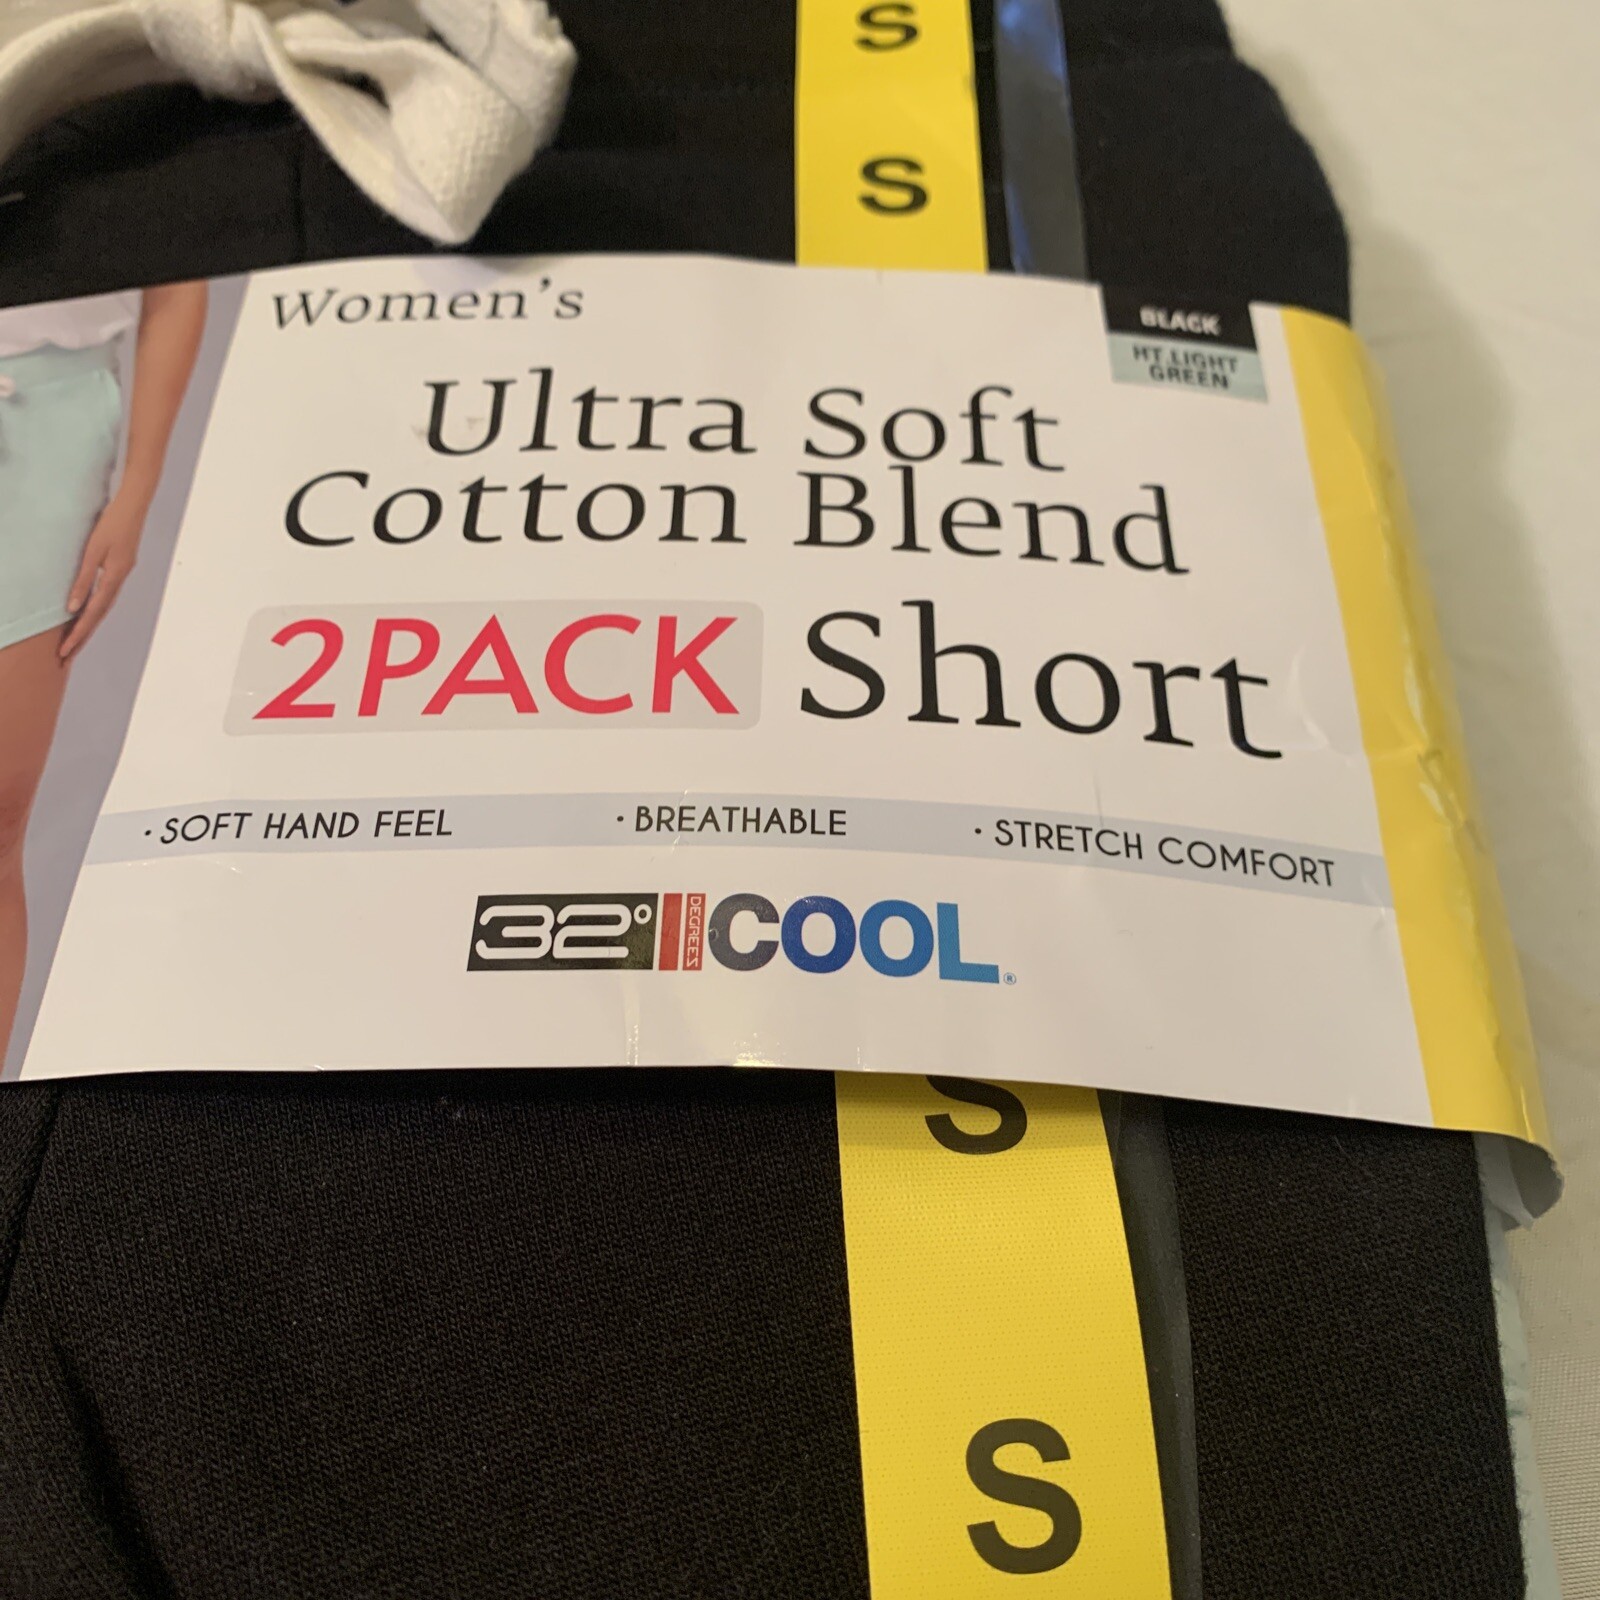 S
S
Women's
BLACK
HT.LIGHT
GREEN
Ultra Soft
Cotton Blend
2PACK Short
· SOFT HAND FEEL · BREATHABLE · STRETCH COMFORT
32° DEGREES COOL®
S
S